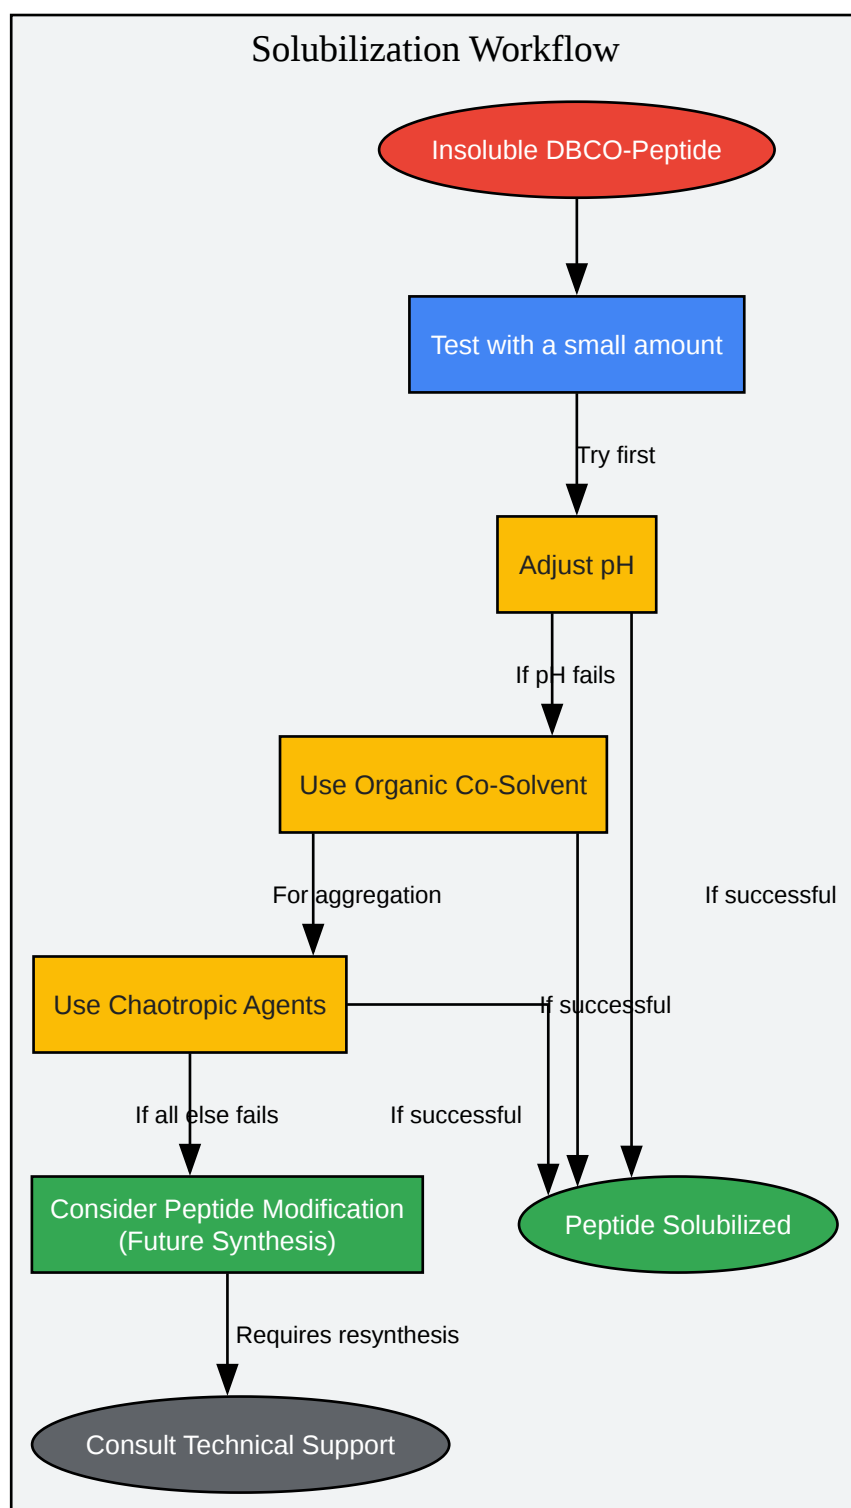 Solubilization Workflow
Insoluble DBCO-Peptide
Test with a small amount
Try first
Adjust pH
If pH fails
Use Organic Co-Solvent
For aggregation
If successful
Use Chaotropic Agents
If successful
If all else fails
If successful
Consider Peptide Modification
(Future Synthesis)
Peptide Solubilized
Requires resynthesis
Consult Technical Support